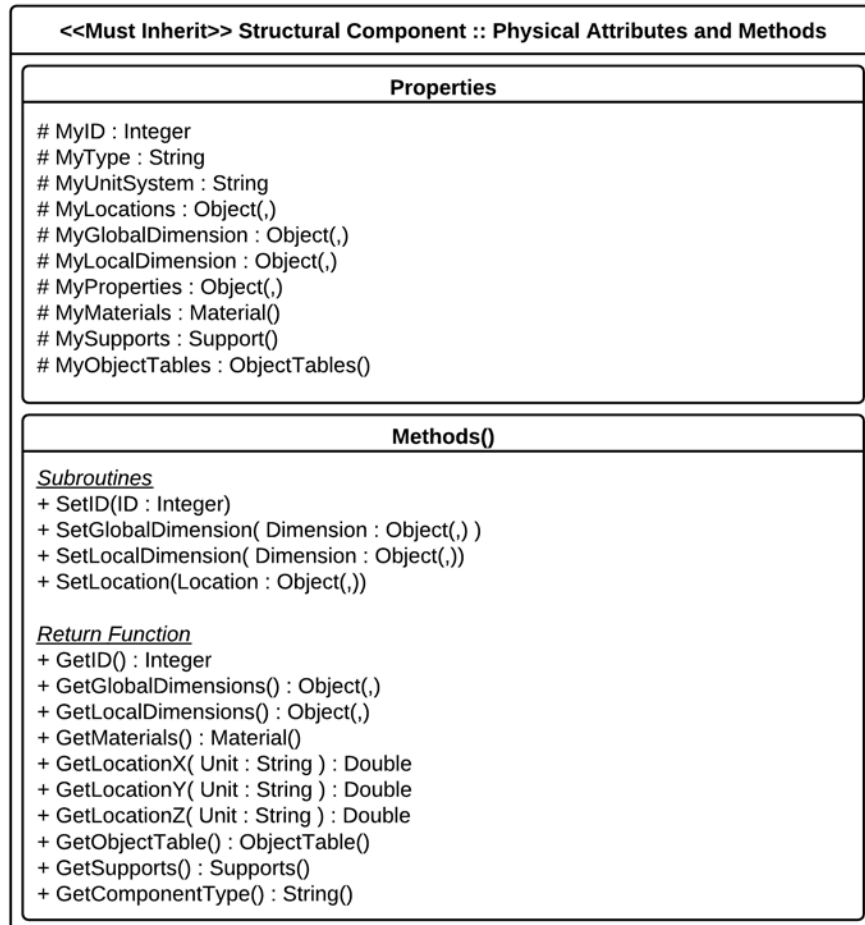 <<Must Inherit>> Structural Component :: Physical Attributes and Methods
Properties
# MyID : Integer
# MyType : String
# MyUnitSystem : String
# MyLocations : Object(,)
# MyGlobalDimension : Object(,)
# MyLocalDimension : Object(,)
# MyProperties : Object(,)
# MyMaterials : Material()
# MySupports : Support()
# MyObjectTables : ObjectTables()
Methods()
Subroutines
+ SetID(ID : Integer)
+ SetGlobalDimension( Dimension : Object(,) )
+ SetLocalDimension( Dimension : Object(,))
+ SetLocation(Location : Object(,))
Return Function
+ GetID() : Integer
+ GetGlobalDimensions() : Object(,)
+ GetLocalDimensions() : Object(,)
+ GetMaterials() : Material()
+ GetLocationX( Unit : String ) : Double
+ GetLocationY( Unit : String ) : Double
+ GetLocationZ( Unit : String ) : Double
+ GetObjectTable() : ObjectTable()
+ GetSupports() : Supports()
+ GetComponentType() : String()